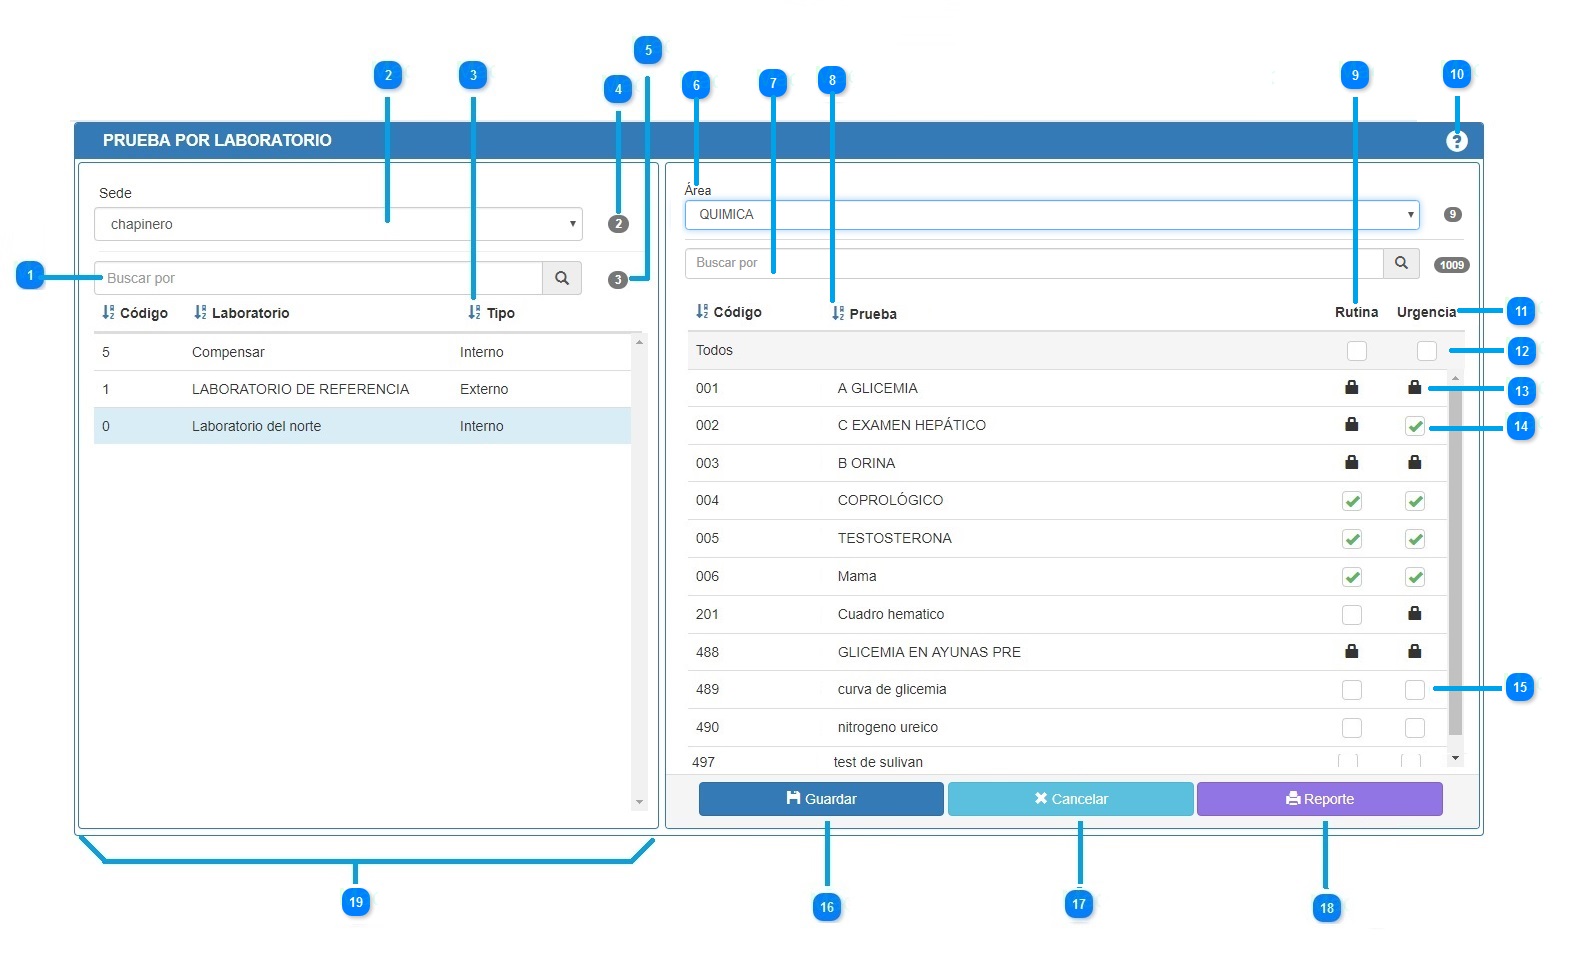 5
2
3
4
6
7
8
9
10
PRUEBA POR LABORATORIO
?
Sede
chapinero
2
1
Buscar por
3
Código Laboratorio Tipo
5 Compensar Interno
1 LABORATORIO DE REFERENCIA Externo
0 Laboratorio del norte Interno
Área
QUIMICA
9
Buscar por
1009
Código Prueba Rutina Urgencia
11
Todos
12
001 A GLICEMIA
13
002 C EXAMEN HEPÁTICO
14
003 B ORINA
004 COPROLÓGICO
005 TESTOSTERONA
006 Mama
201 Cuadro hematico
488 GLICEMIA EN AYUNAS PRE
489 curva de glicemia
15
490 nitrogeno ureico
497 test de sulivan
Guardar
Cancelar
Reporte
19
16
17
18